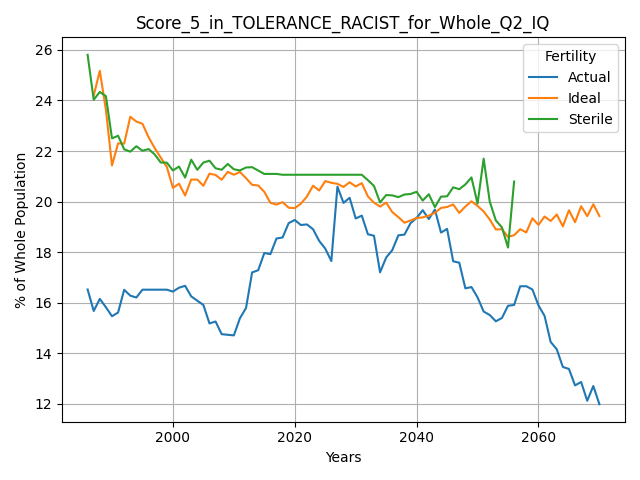 Score_5_in_TOLERANCE_RACIST_for_Whole_Q2_IQ
% of Whole Population
26
24
22
20
18
16
14
12
Fertility
Actual
Ideal
Sterile
2000
2020
2040
2060
Years